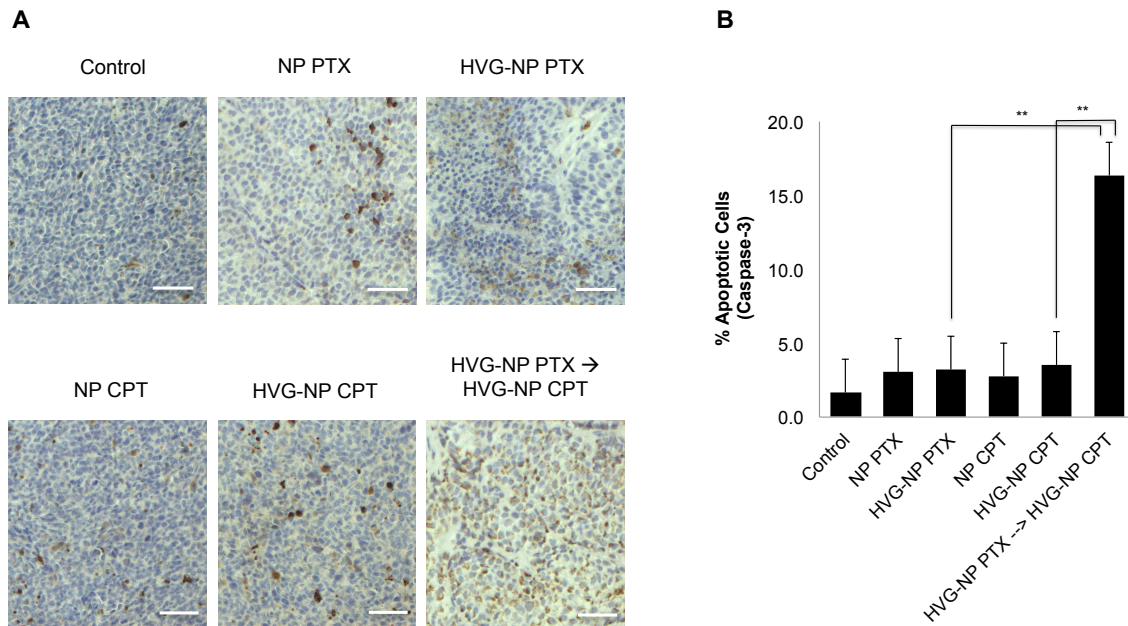 A
Control
NP PTX
HVG-NP PTX
NP CPT
HVG-NP CPT
HVG-NP PTX →
HVG-NP CPT
B
% Apoptotic Cells
(Caspase-3)
20.0
15.0
10.0
5.0
0.0
**
**
Control
NP PTX
HVG-NP PTX
NP CPT
HVG-NP CPT
HVG-NP PTX --> HVG-NP CPT